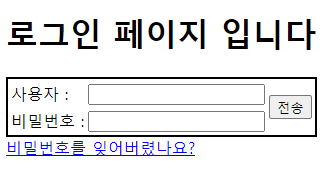 로그인 페이지 입니다
사용자 :
전송
비밀번호 :
비밀번호를 잊어버렸나요?